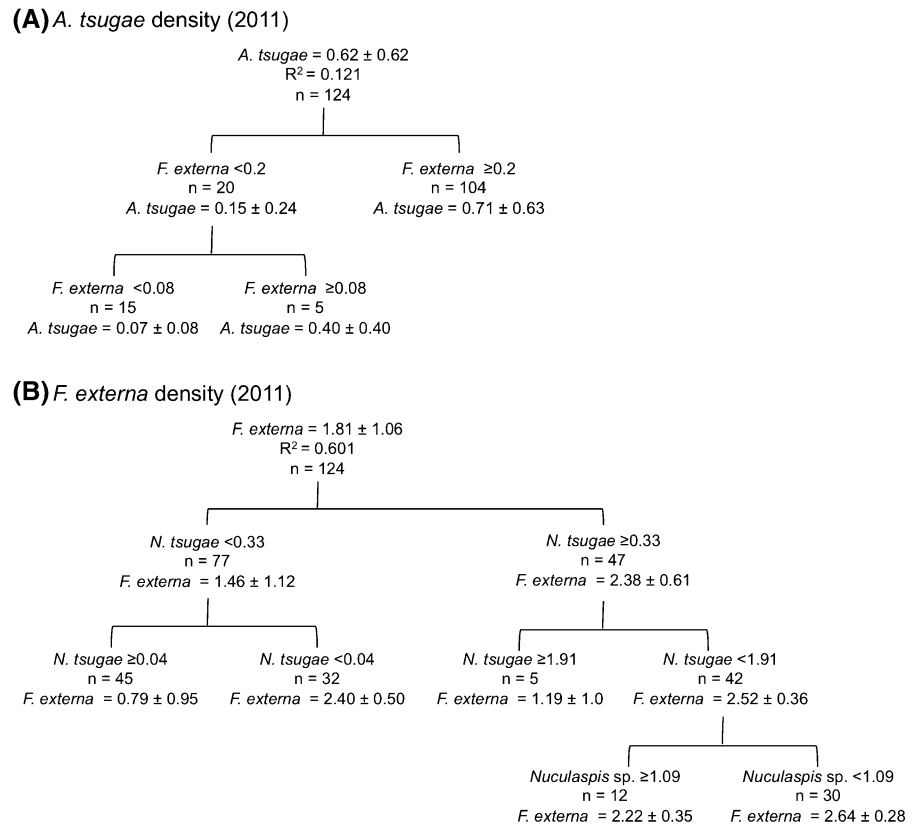 (A) A. tsugae density (2011)
A. tsugae = 0.62 ± 0.62
R² = 0.121
n = 124
F. externa <0.2
n = 20
A. tsugae = 0.15 ± 0.24
F. externa ≥0.2
n = 104
A. tsugae = 0.71 ± 0.63
F. externa <0.08
n = 15
A. tsugae = 0.07 ± 0.08
F. externa ≥0.08
n = 5
A. tsugae = 0.40 ± 0.40
(B) F. externa density (2011)
F. externa = 1.81 ± 1.06
R² = 0.601
n = 124
N. tsugae <0.33
n = 77
F. externa = 1.46 ± 1.12
N. tsugae ≥0.33
n = 47
F. externa = 2.38 ± 0.61
N. tsugae ≥0.04
n = 45
F. externa = 0.79 ± 0.95
N. tsugae <0.04
n = 32
F. externa = 2.40 ± 0.50
N. tsugae ≥1.91
n = 5
F. externa = 1.19 ± 1.0
N. tsugae <1.91
n = 42
F. externa = 2.52 ± 0.36
Nuculaspis sp. ≥1.09
n = 12
F. externa = 2.22 ± 0.35
Nuculaspis sp. <1.09
n = 30
F. externa = 2.64 ± 0.28